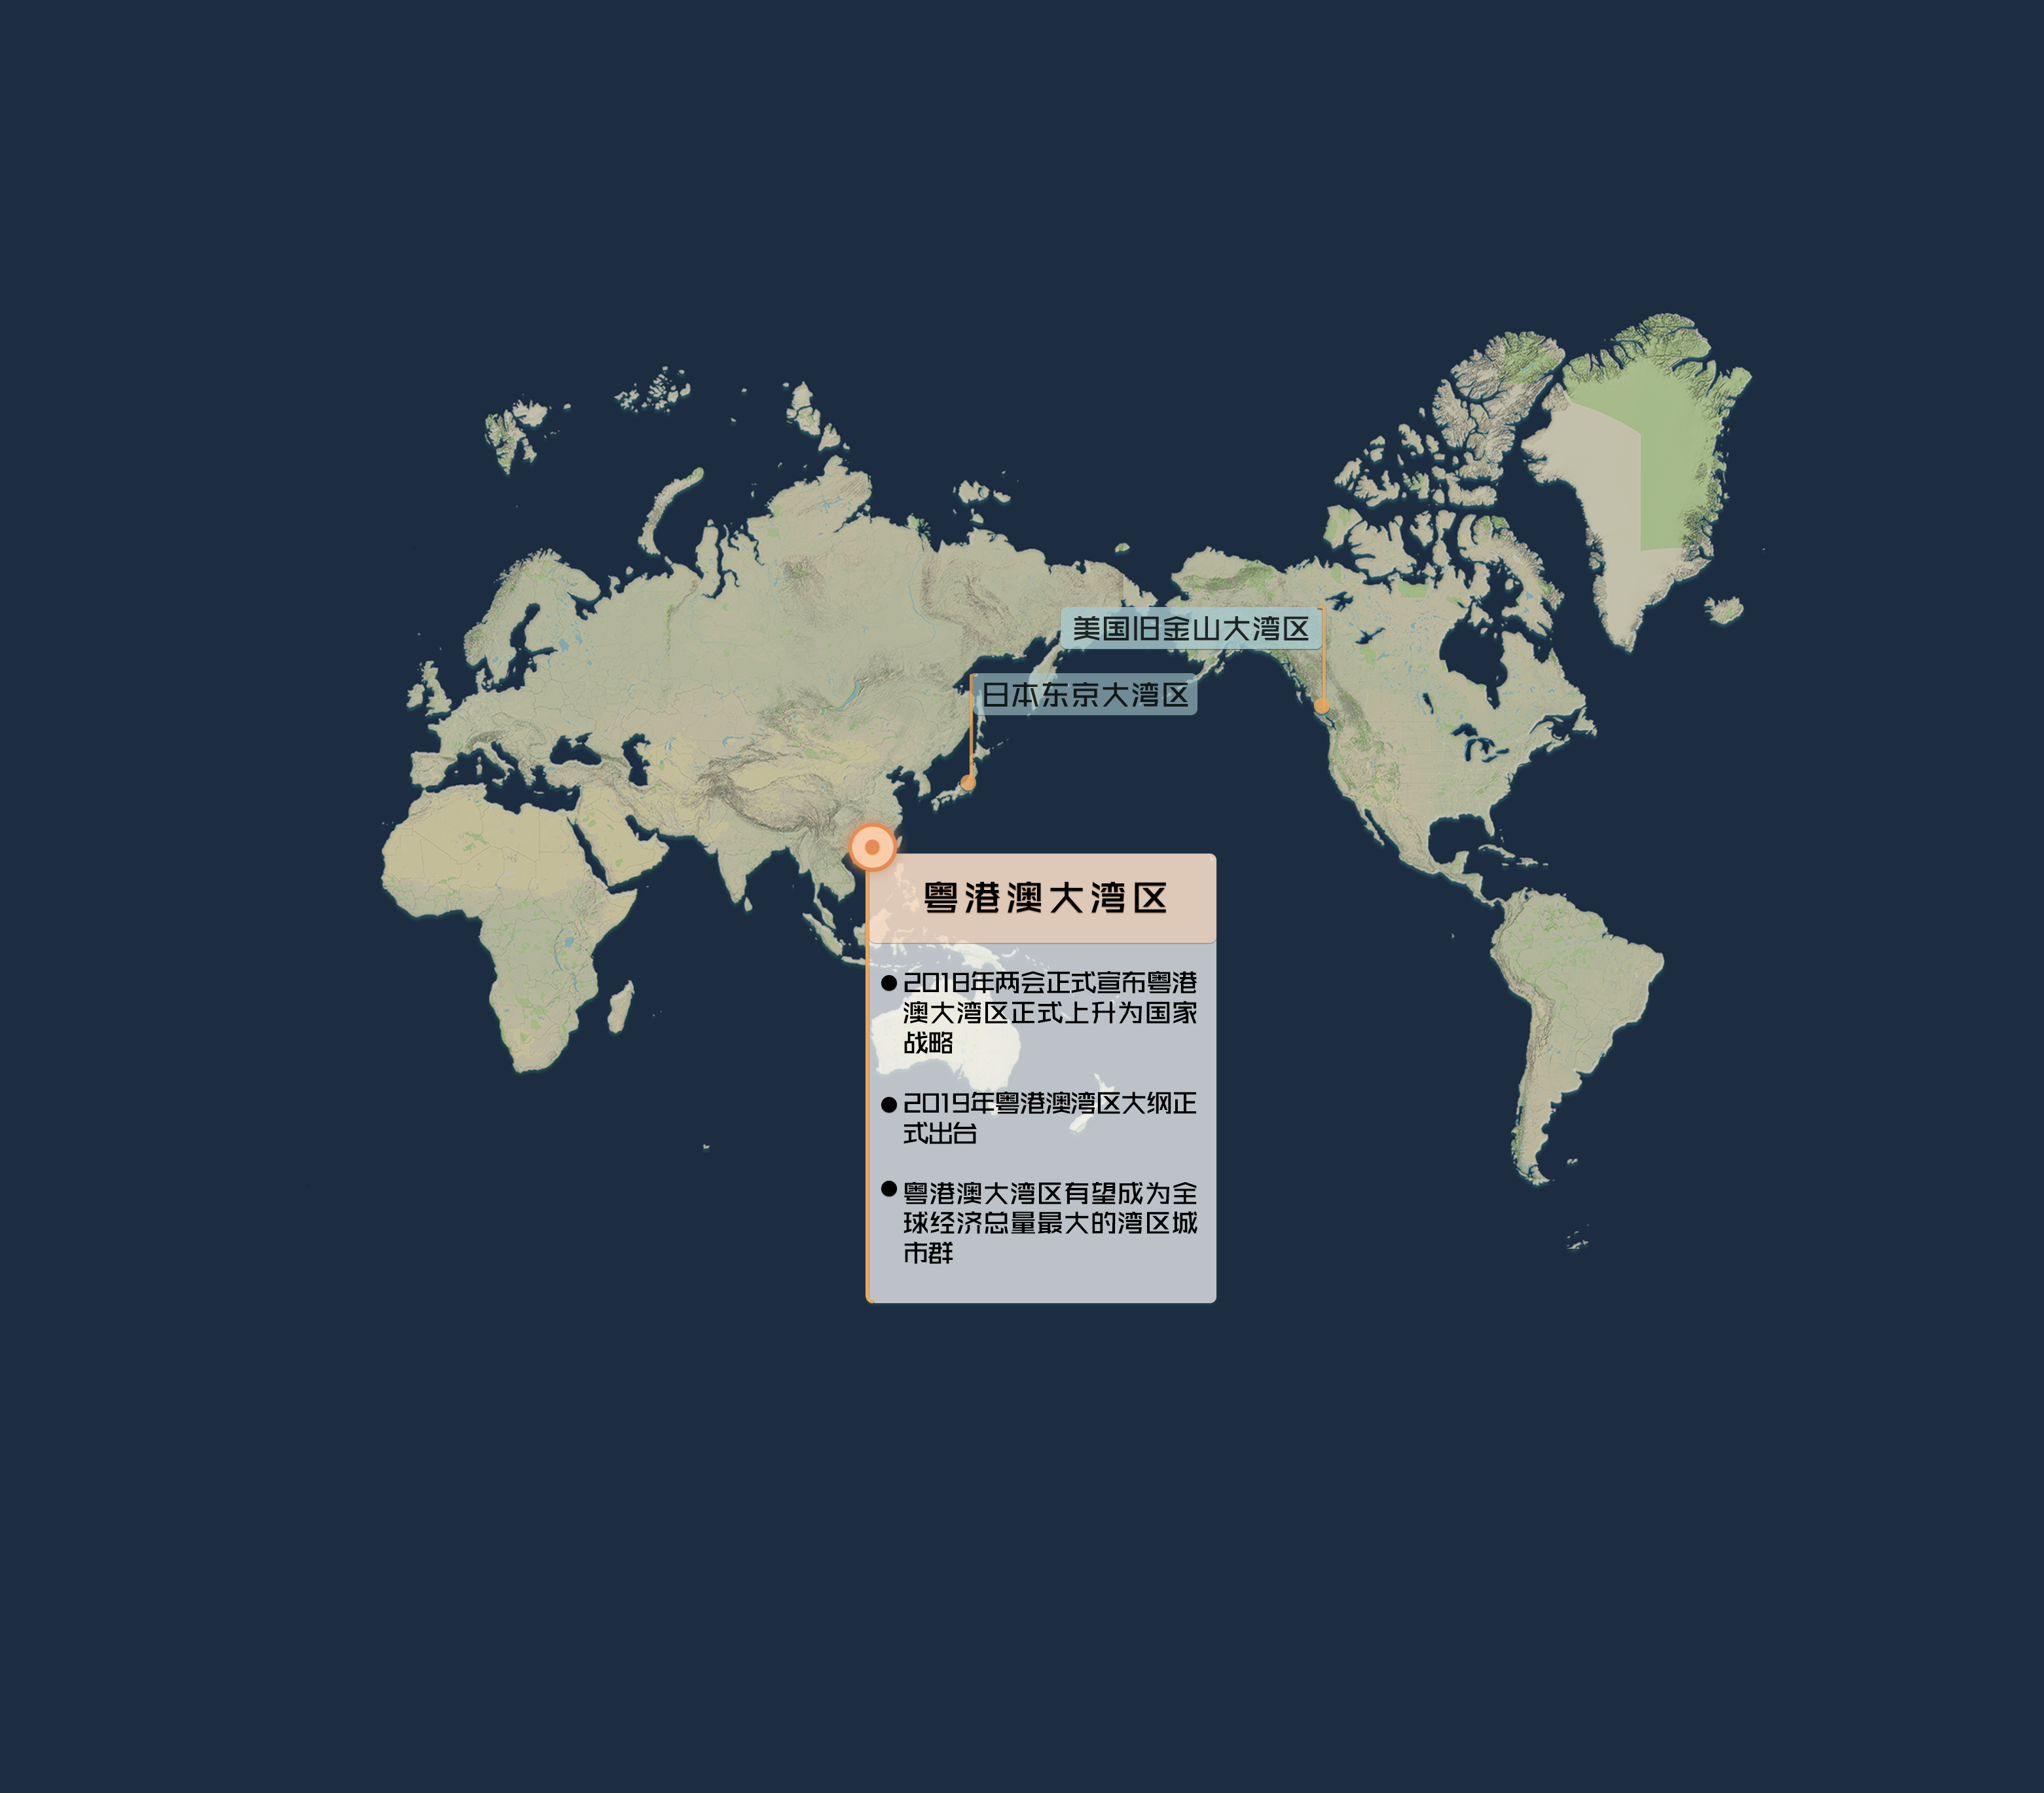 美国旧金山大湾区
日本东京大湾区
粤港澳大湾区
2018年两会正式宣布粤港
澳大湾区正式上升为国家
战略
2019年粤港澳湾区大纲正
式出台
粤港澳大湾区有望成为全
球经济总量最大的湾区城
市群